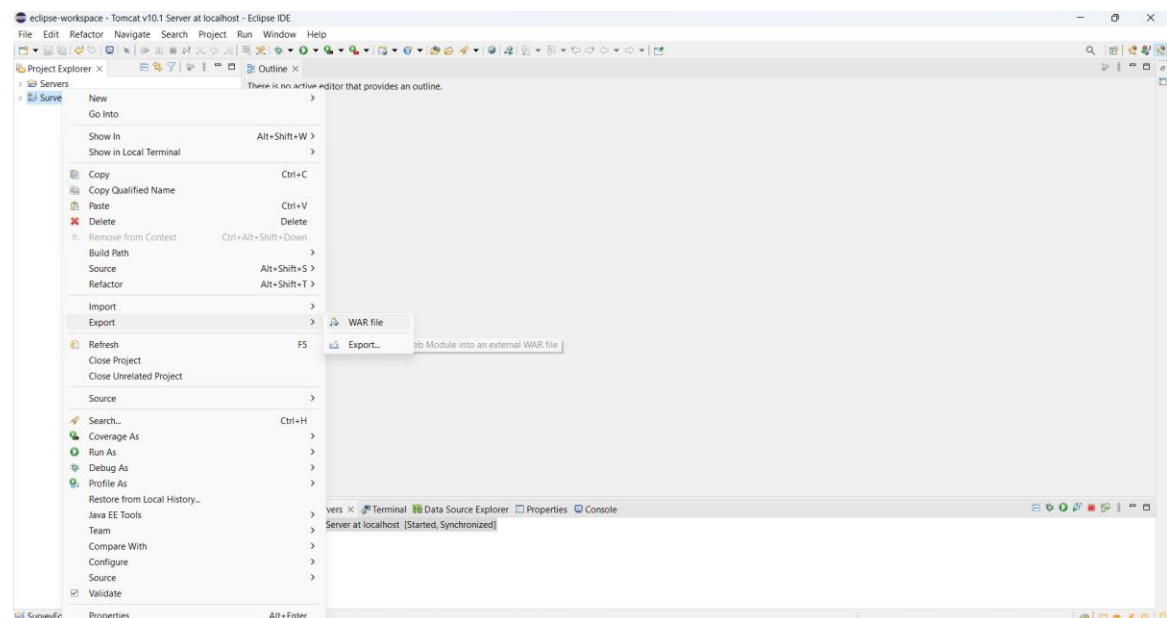 eclipse-workspace - Tomcat v10.1 Server at localhost - Eclipse IDE
File Edit Refactor Navigate Search Project Run Window Help
Project Explorer
Outline
Servers
There is no active editor that provides an outline.
Surve
New
Go Into
Show In Alt+Shift+W
Show in Local Terminal
Copy Ctrl+C
Copy Qualified Name
Paste Ctrl+V
Delete Delete
Remove from Context Ctrl+Alt+Shift+Down
Build Path
Source Alt+Shift+S
Refactor Alt+Shift+T
Import
Export
WAR file
Refresh F5
Export...
eb Module into an external WAR file
Close Project
Close Unrelated Project
Source
Search... Ctrl+H
Coverage As
Run As
Debug As
Profile As
Restore from Local History...
vers Terminal Data Source Explorer Properties Console
Java EE Tools
Server at localhost [Started, Synchronized]
Team
Compare With
Configure
Source
Validate
Properties Alt+Enter